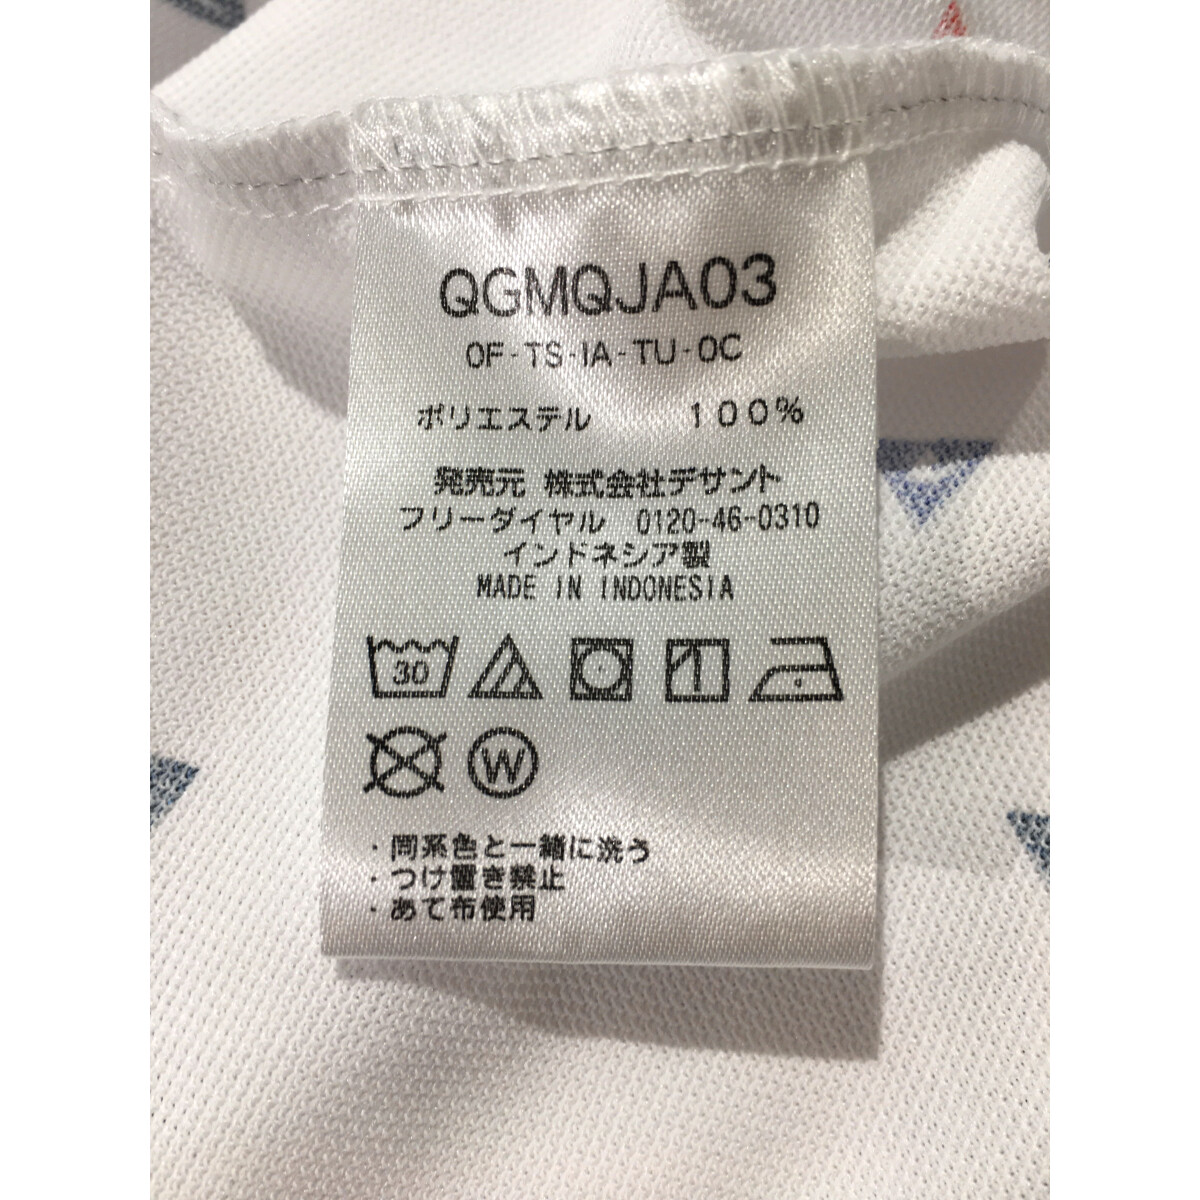 QGMQJA03
0F-TS-IA-TU-0C
ポリエステル 100%
発売元 株式会社デサント
フリーダイヤル 0120-46-0310
インドネシア製
MADE IN INDONESIA
30
W
・同系色と一緒に洗う
・つけ置き禁止
・あて布使用